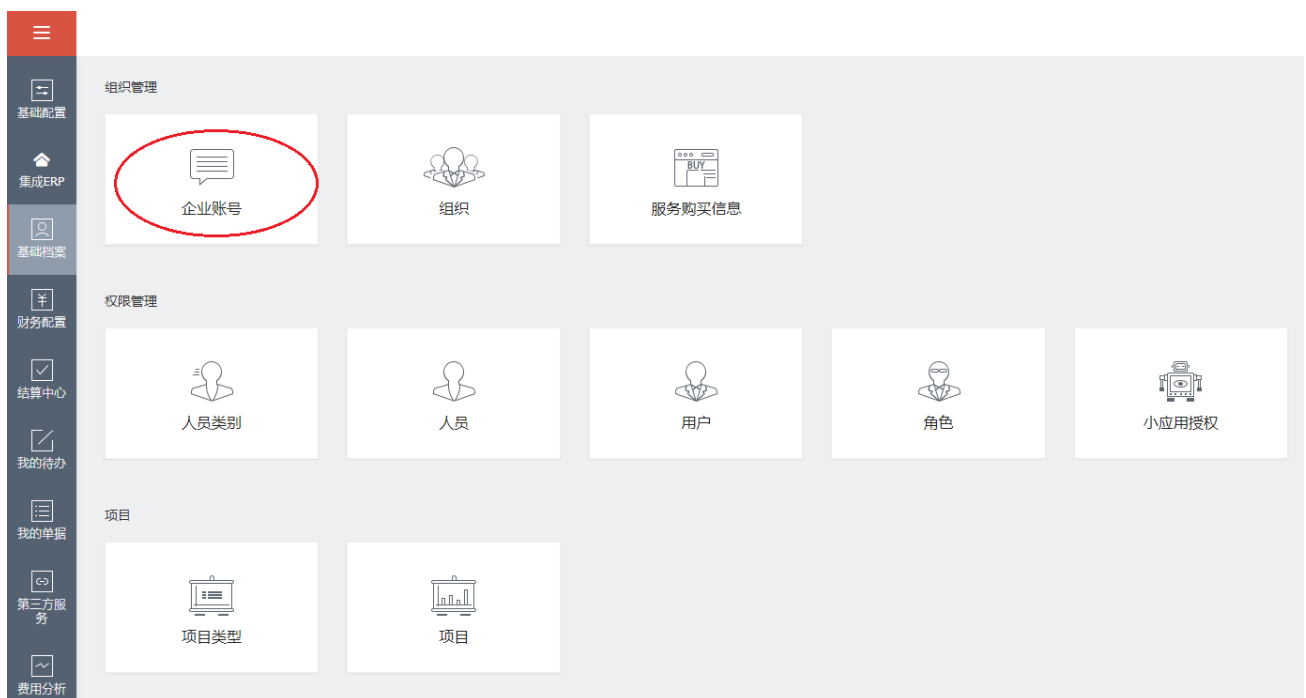 基础配置
集成ERP
基础档案
财务配置
结算中心
我的待办
我的单据
第三方服
务
费用分析
组织管理
企业账号
组织
BUY
服务购买信息
权限管理
人员类别
人员
用户
角色
小应用授权
项目
项目类型
项目